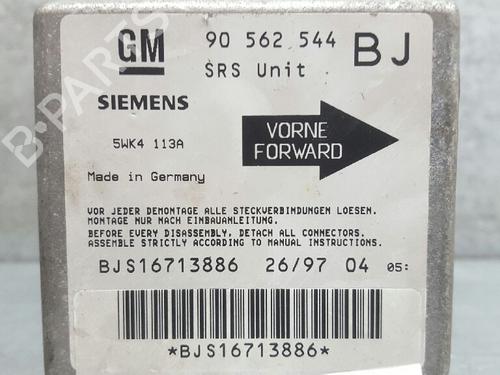 GM 90 562 544 BJ
SRS Unit
SIEMENS
5WK4 113A
VORNE
FORWARD
Made in Germany
VOR JEDER DEMONTAGE ALLE STECKVERBINDUNGEN LOESEN.
MONTAGE NUR NACH EINBAUANLEITUNG.
BEFORE EVERY DISASSEMBLY, DETACH ALL CONNECTORS.
ASSEMBLE STRICTLY ACCORDING TO MANUAL INSTRUCTIONS.
BJS16713886 26/97 04 05:
*BJS16713886*
B-PARTS